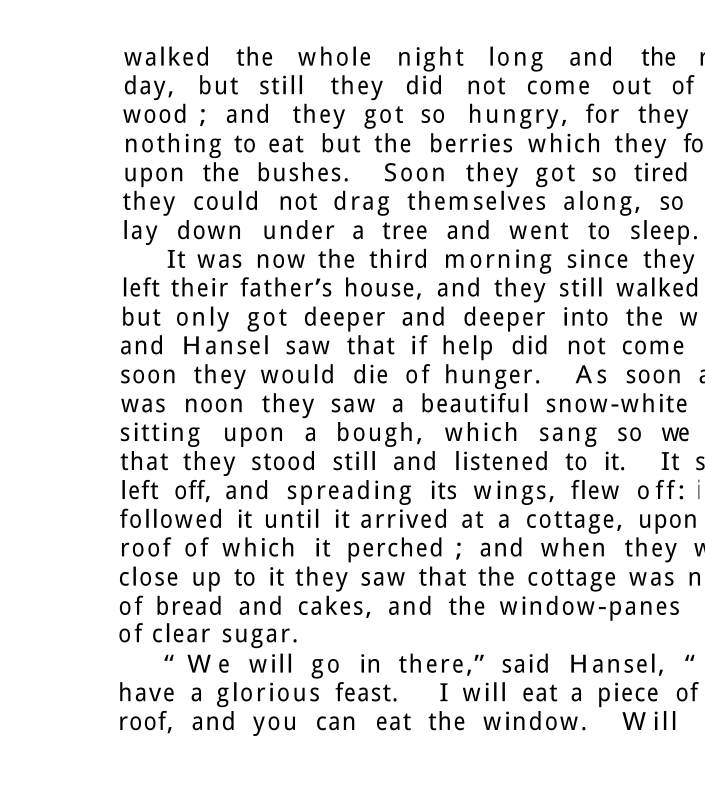 walked the whole night long and the
day, but still they did not come out of
wood ; and they got so hungry, for they
nothing to eat but the berries which they fo
upon the bushes. Soon they got so tired
they could not drag themselves along, so
lay down under a tree and went to sleep.
It was now the third morning since they
left their father’s house, and they still walked
but only got deeper and deeper into the w
and Hansel saw that if help did not come
soon they would die of hunger. As soon a
was noon they saw a beautiful snow-white
sitting upon a bough, which sang so we
that they stood still and listened to it. It s
left off, and spreading its wings, flew off: i
followed it until it arrived at a cottage, upon
roof of which it perched ; and when they w
close up to it they saw that the cottage was n
of bread and cakes, and the window-panes
of clear sugar.
“ We will go in there,” said Hansel, “
have a glorious feast. I will eat a piece of
roof, and you can eat the window. Will